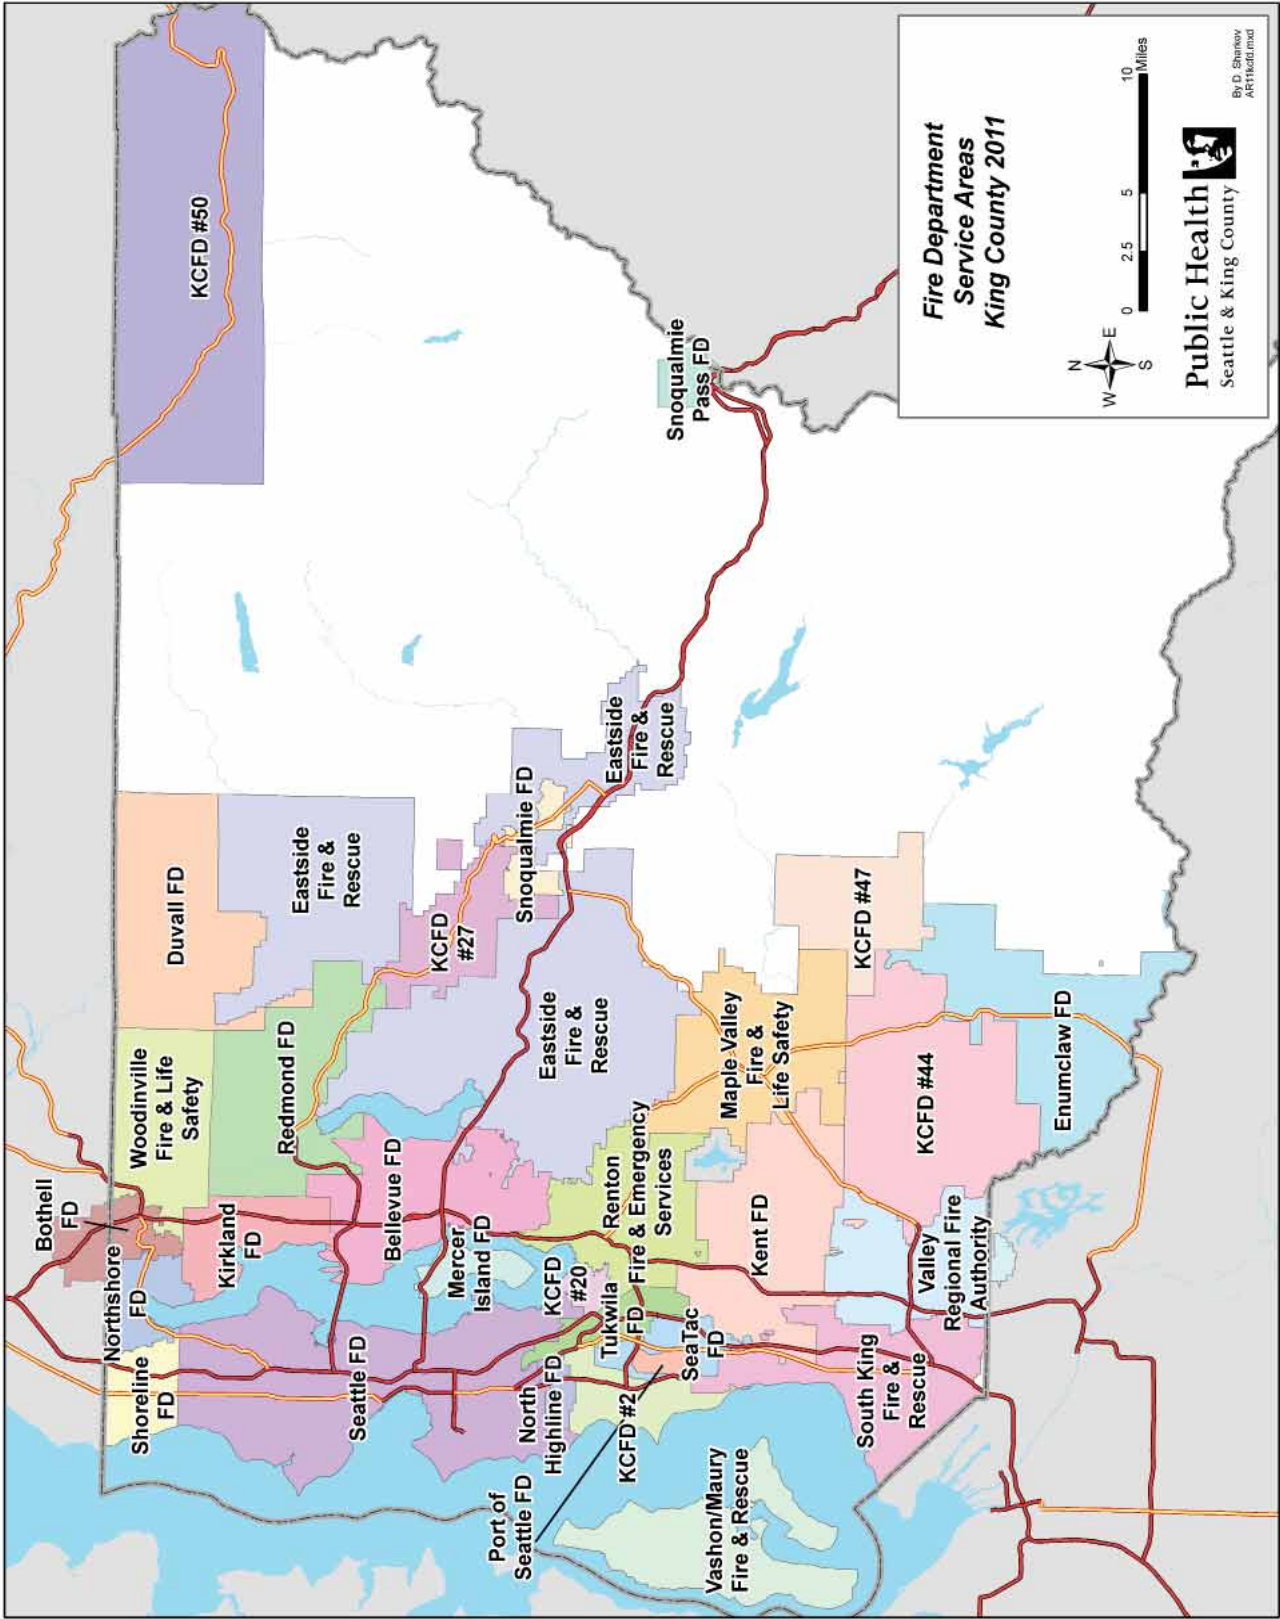 Bothell
FD
Northshore
FD
Shoreline
FD
Woodinville
Fire & Life
Safety
Duvall FD
KCFD #50
Kirkland
FD
Redmond FD
Eastside
Fire &
Rescue
Seattle FD
Bellevue FD
KCFD
#27
Mercer
Island FD
Snoqualmie FD
Port of
Seattle FD
North
Highline FD
KCFD
#20
Eastside
Fire &
Rescue
Eastside
Fire &
Rescue
Snoqualmie
Pass FD
KCFD #2
Tukwila
FD
Renton
Fire & Emergency
Services
SeaTac
FD
Vashon/Maury
Fire & Rescue
Kent FD
Maple Valley
Fire &
Life Safety
KCFD #47
South King
Fire &
Rescue
Valley
Regional Fire
Authority
KCFD #44
Enumclaw FD
Fire Department
Service Areas
King County 2011
N
W E
S
0 2.5 5 10
Miles
Public Health
Seattle & King County
By D. Sharkov
AR11kcfd.mxd